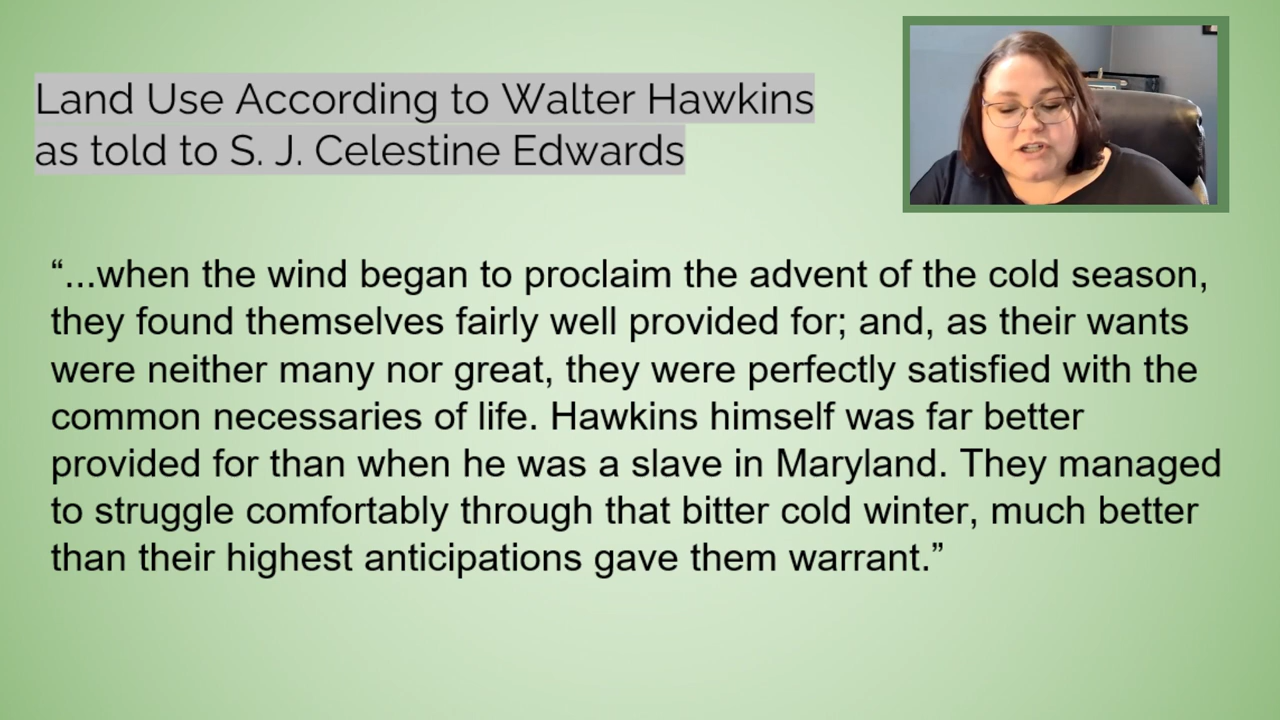 Land Use According to Walter Hawkins
as told to S. J. Celestine Edwards
“...when the wind began to proclaim the advent of the cold season,
they found themselves fairly well provided for; and, as their wants
were neither many nor great, they were perfectly satisfied with the
common necessaries of life. Hawkins himself was far better
provided for than when he was a slave in Maryland. They managed
to struggle comfortably through that bitter cold winter, much better
than their highest anticipations gave them warrant.”